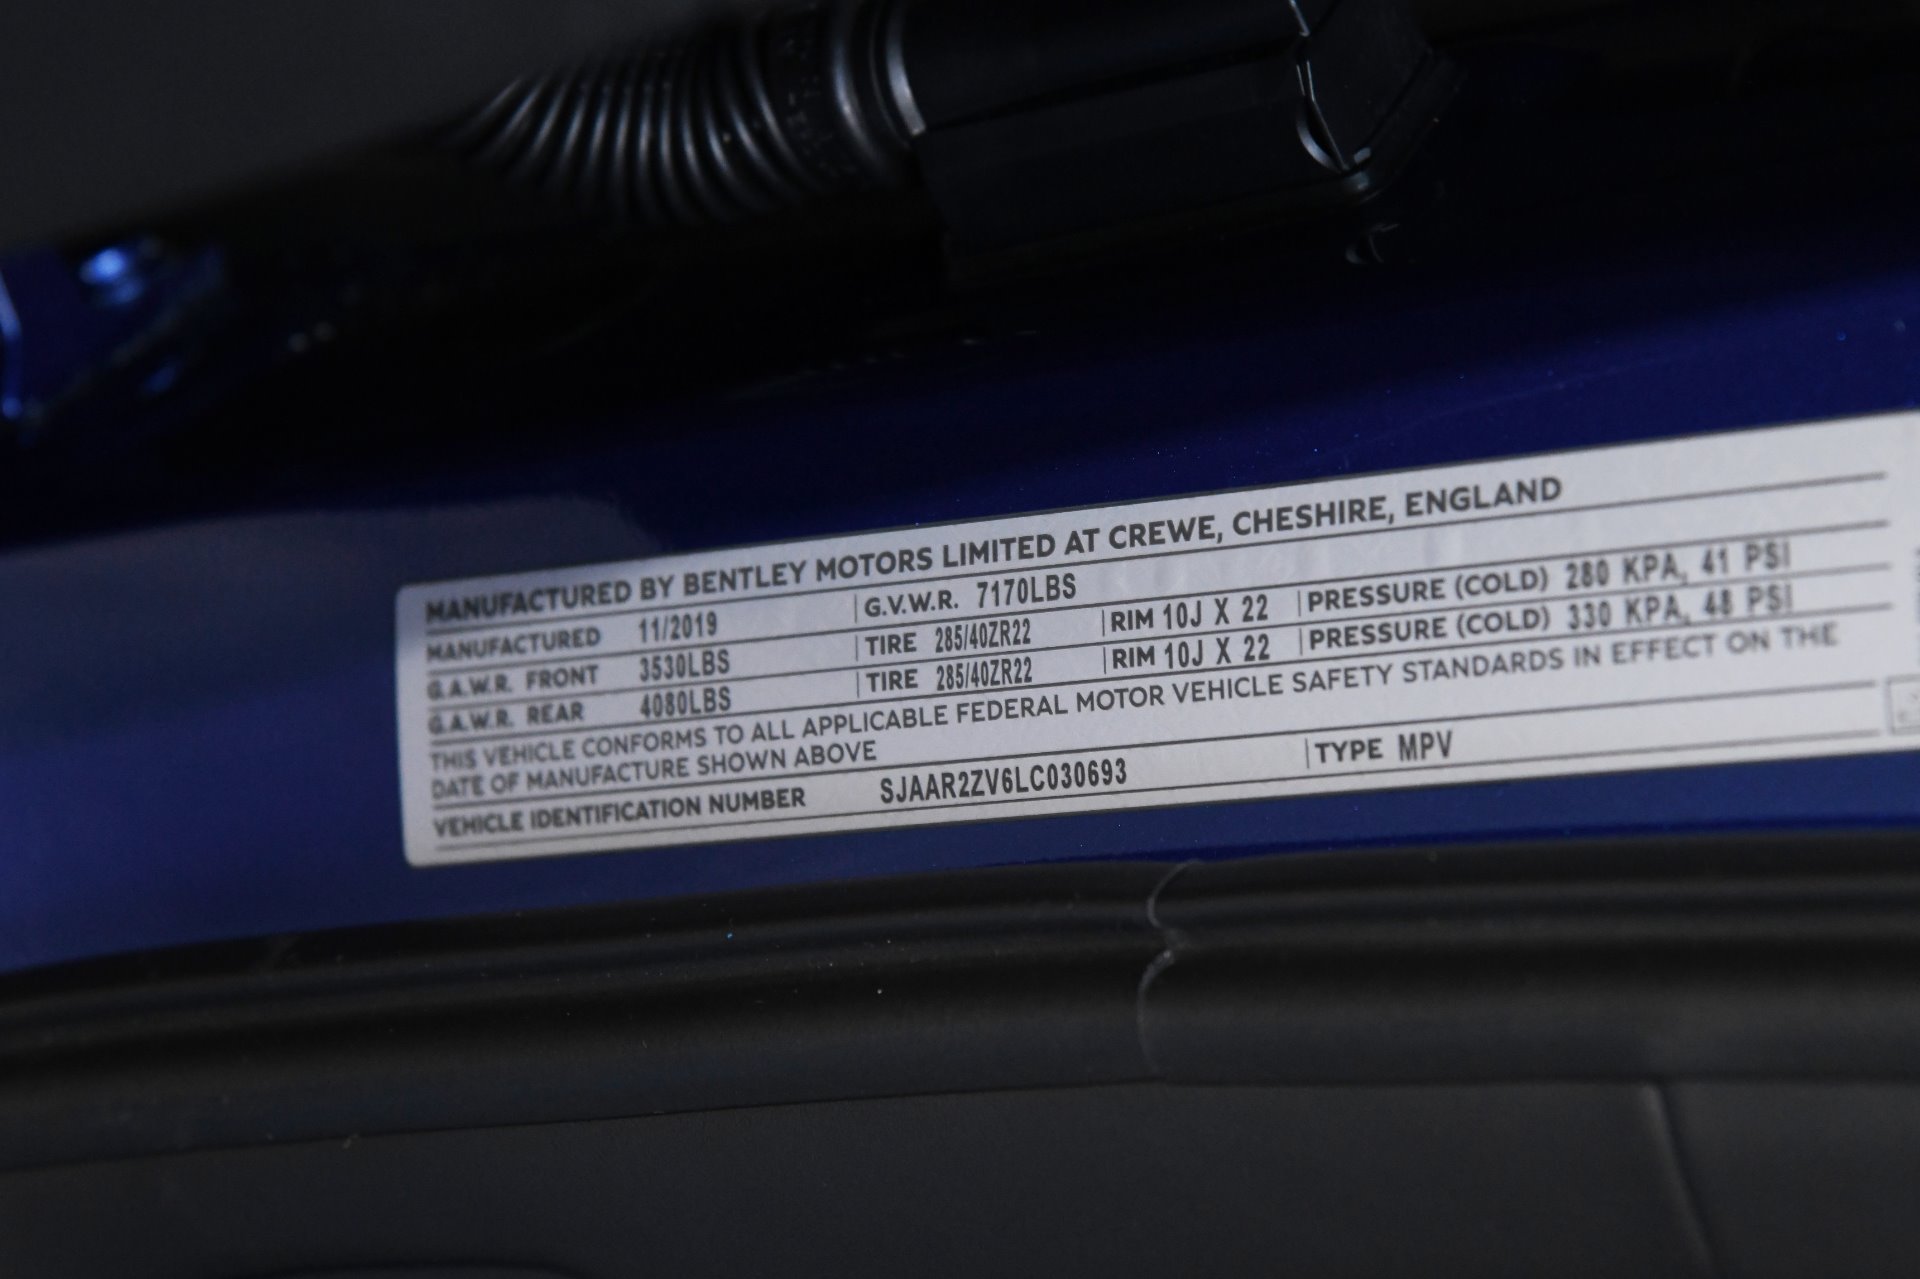 MANUFACTURED BY BENTLEY MOTORS LIMITED AT CREWE, CHESHIRE, ENGLAND
MANUFACTURED 11/2019 G.V.W.R. 7170LBS
G.A.W.R. FRONT 3530LBS TIRE 285/40ZR22 RIM 10J X 22 PRESSURE (COLD) 280 KPA, 41 PSI
G.A.W.R. REAR 4080LBS TIRE 285/40ZR22 RIM 10J X 22 PRESSURE (COLD) 330 KPA, 48 PSI
THIS VEHICLE CONFORMS TO ALL APPLICABLE FEDERAL MOTOR VEHICLE SAFETY STANDARDS IN EFFECT ON THE
DATE OF MANUFACTURE SHOWN ABOVE
VEHICLE IDENTIFICATION NUMBER SJAAR2ZV6LC030693 TYPE MPV